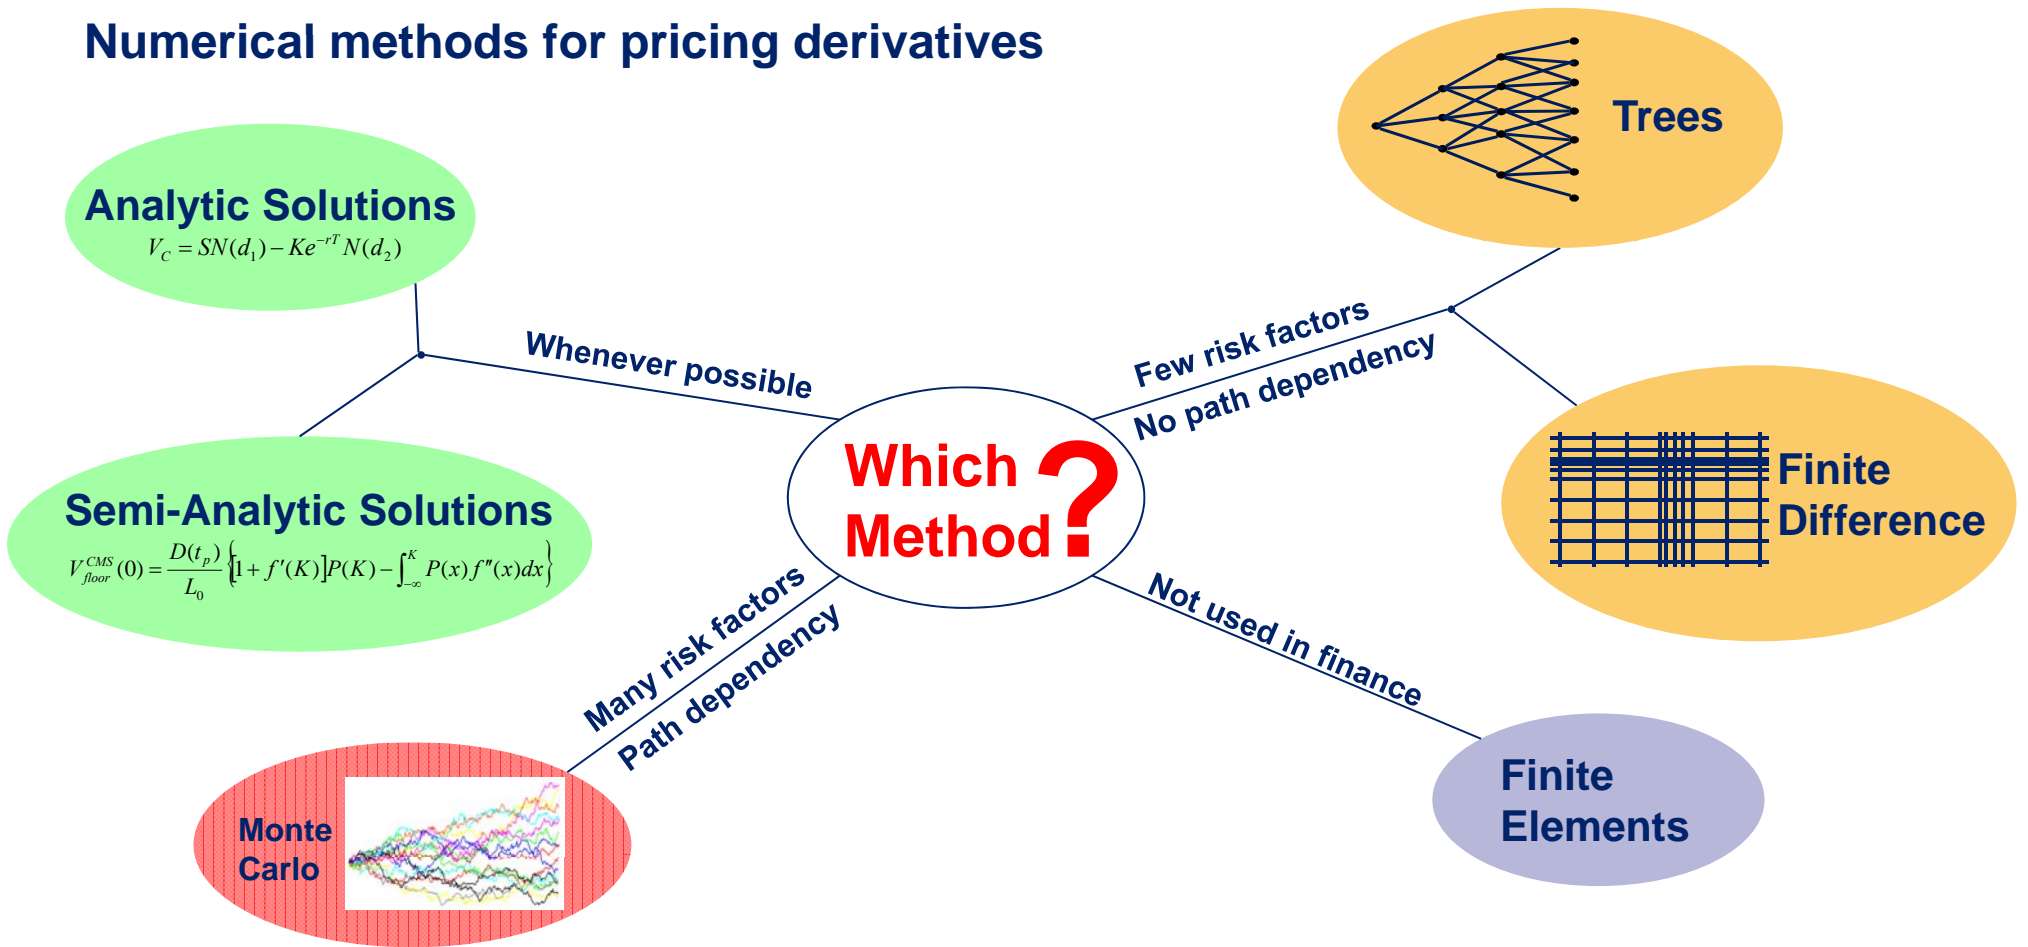 Numerical methods for pricing derivatives
Analytic Solutions
V_C = SN(d_1) − Ke^{−rT} N(d_2)
Whenever possible
Semi-Analytic Solutions
V^{CMS}_{floor}(0) = \frac{D(t_p)}{L_0} {[1 + f'(K)]P(K) − ∫_{−∞}^{K} P(x) f''(x)dx}
Which
Method
?
Few risk factors
No path dependency
Trees
Finite
Difference
Many risk factors
Path dependency
Monte
Carlo
Not used in finance
Finite
Elements